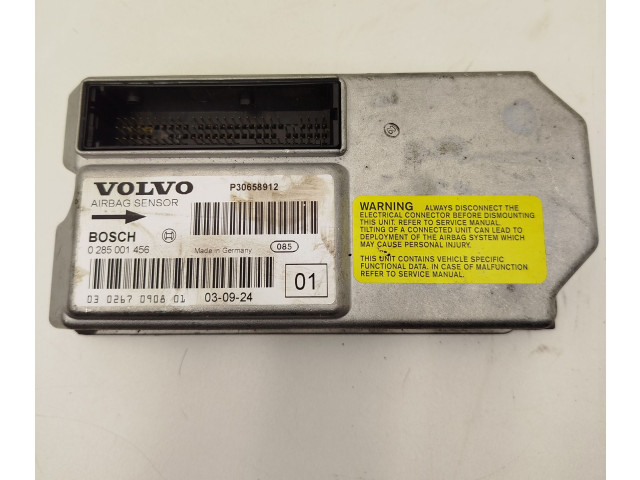 VOLVO
P30658912
AIRBAG SENSOR
BOSCH
0 285 001 456
Made in Germany
085
03 0267 0908 01
03-09-24
01
WARNING ALWAYS DISCONNECT THE
ELECTRICAL CONNECTOR BEFORE DISMOUNTING
THIS UNIT. REFER TO SERVICE MANUAL.
TILTING OF A CONNECTED UNIT CAN LEAD TO
DEPLOYMENT OF THE AIRBAG SYSTEM WHICH
MAY CAUSE PERSONAL INJURY.
THIS UNIT CONTAINS VEHICLE SPECIFIC
FUNCTIONAL DATA. IN CASE OF MALFUNCTION
REFER TO SERVICE MANUAL.